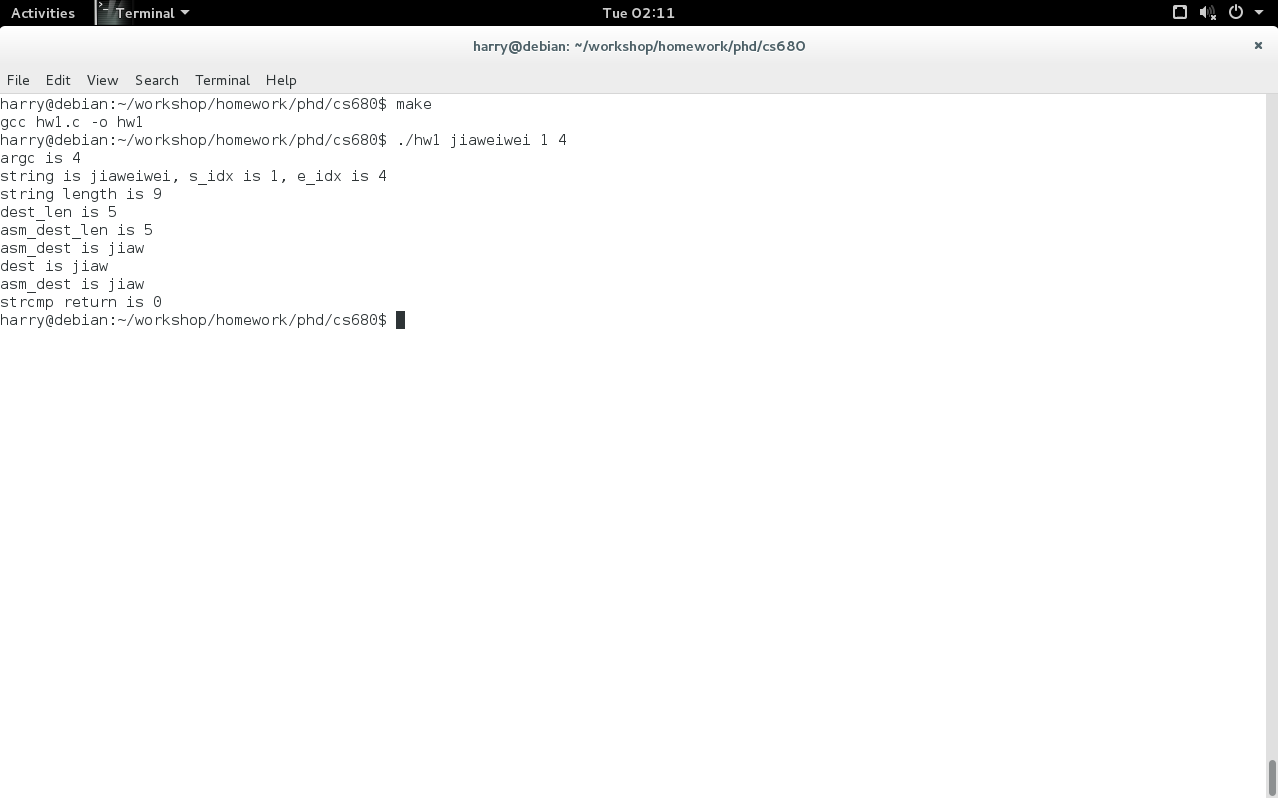 Activities Terminal Tue 02:11
harry@debian: ~/workshop/homework/phd/cs680 ×
File Edit View Search Terminal Help
harry@debian:~/workshop/homework/phd/cs680$ make
gcc hw1.c -o hw1
harry@debian:~/workshop/homework/phd/cs680$ ./hw1 jiaweiwei 1 4
argc is 4
string is jiaweiwei, s_idx is 1, e_idx is 4
string length is 9
dest_len is 5
asm_dest_len is 5
asm_dest is jiaw
dest is jiaw
asm_dest is jiaw
strcmp return is 0
harry@debian:~/workshop/homework/phd/cs680$